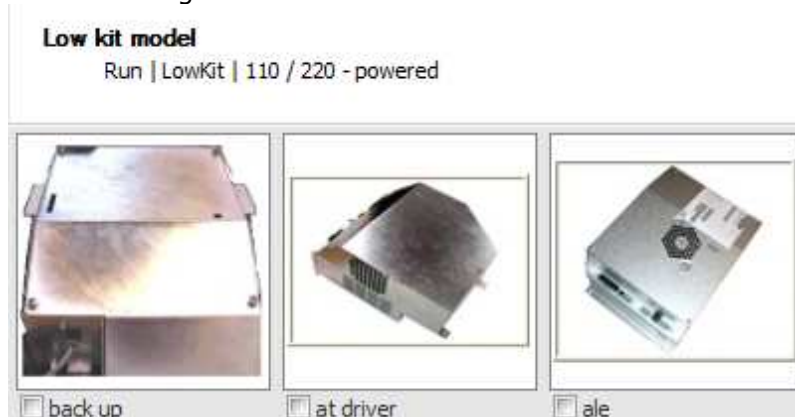 Low kit model
Run | LowKit | 110 / 220 - powered
back up
at driver
ale